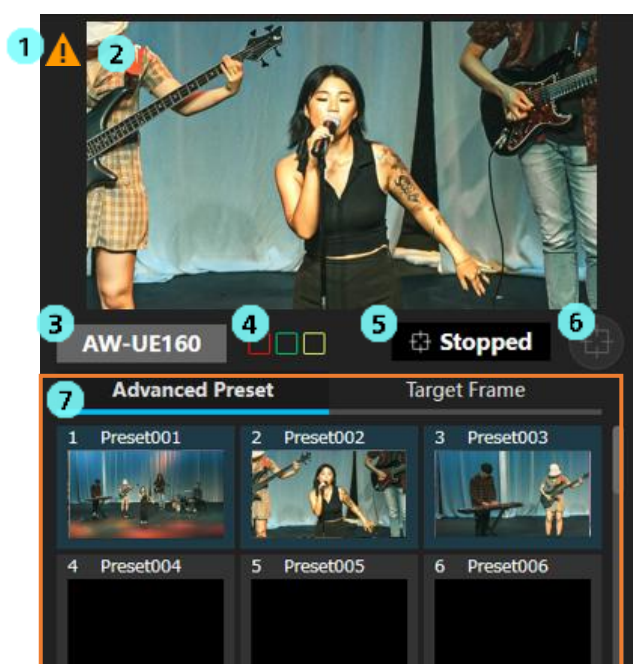 1 2
3 AW-UE160 4 5 Stopped 6
7 Advanced Preset Target Frame
1 Preset001 2 Preset002 3 Preset003
4 Preset004 5 Preset005 6 Preset006